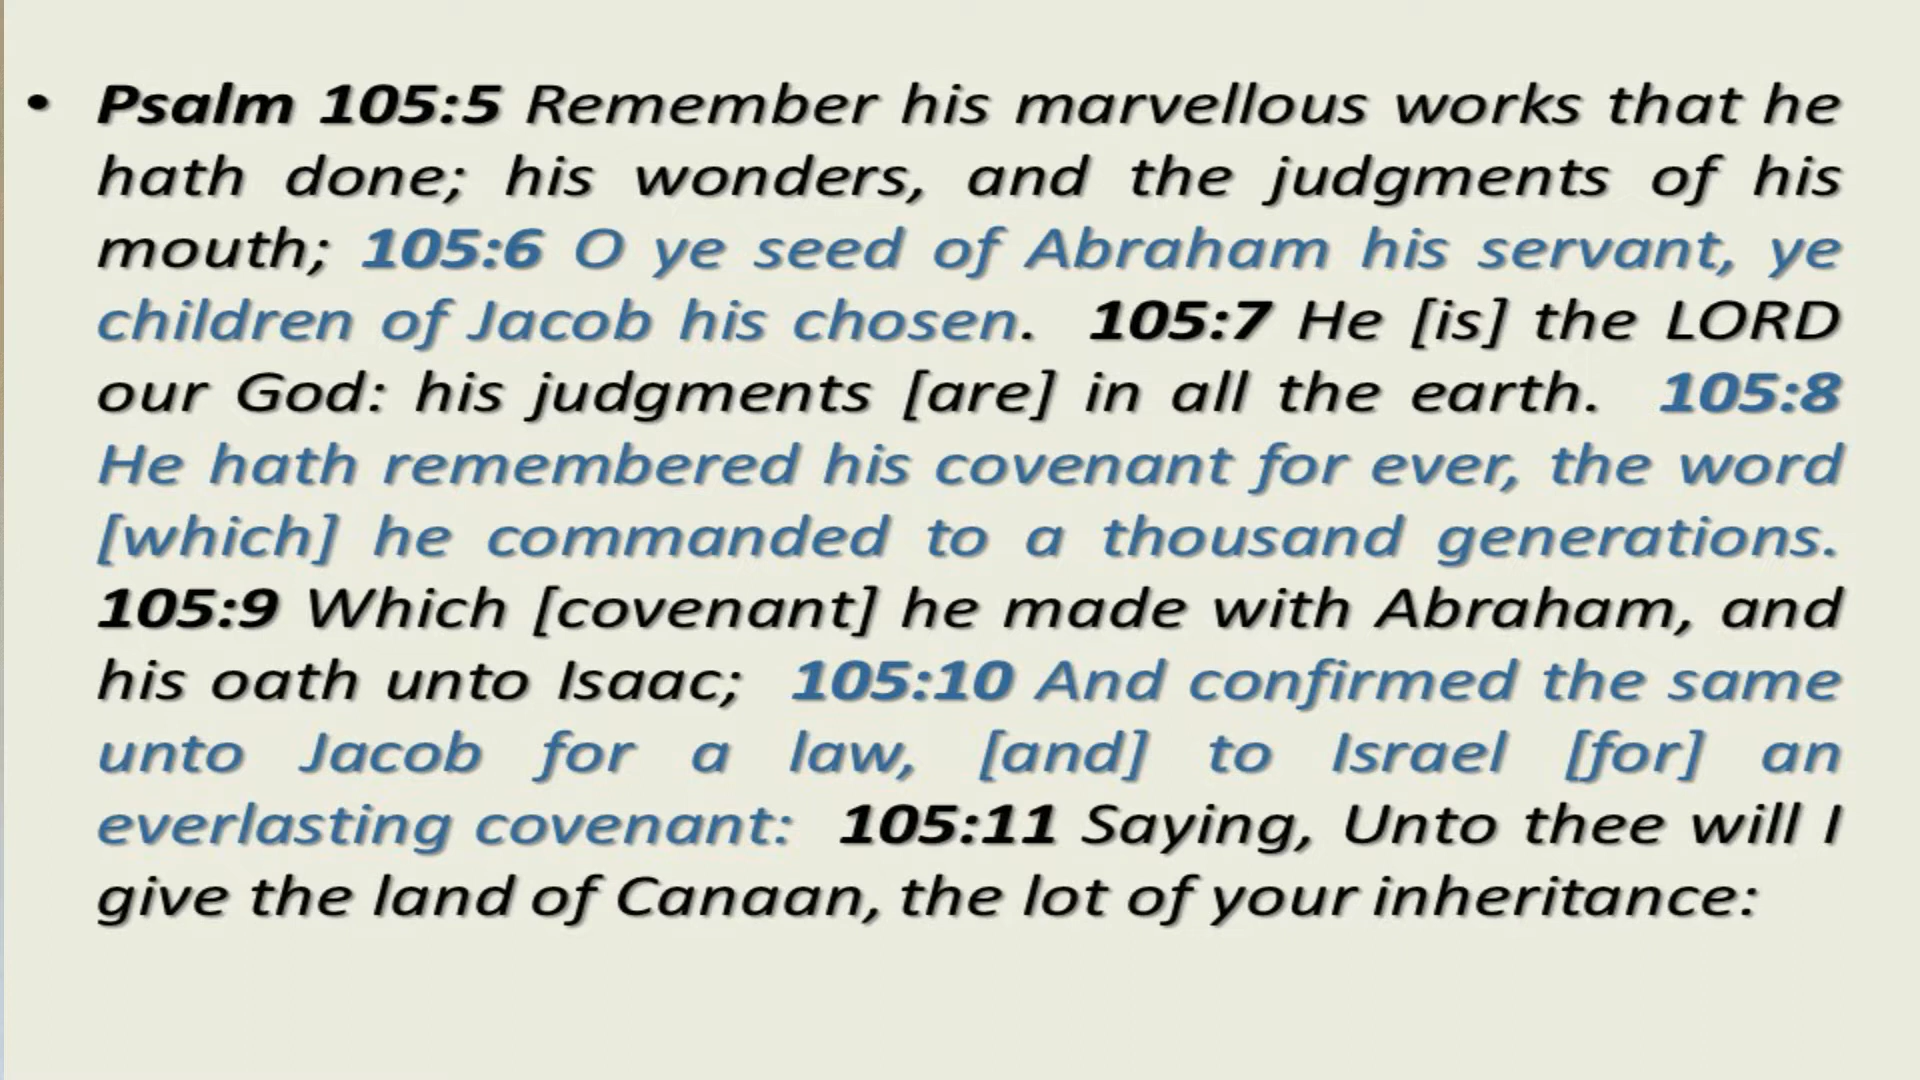 • Psalm 105:5 Remember his marvellous works that he
hath done; his wonders, and the judgments of his
mouth; 105:6 O ye seed of Abraham his servant, ye
children of Jacob his chosen. 105:7 He [is] the LORD
our God: his judgments [are] in all the earth. 105:8
He hath remembered his covenant for ever, the word
[which] he commanded to a thousand generations.
105:9 Which [covenant] he made with Abraham, and
his oath unto Isaac; 105:10 And confirmed the same
unto Jacob for a law, [and] to Israel [for] an
everlasting covenant: 105:11 Saying, Unto thee will I
give the land of Canaan, the lot of your inheritance: